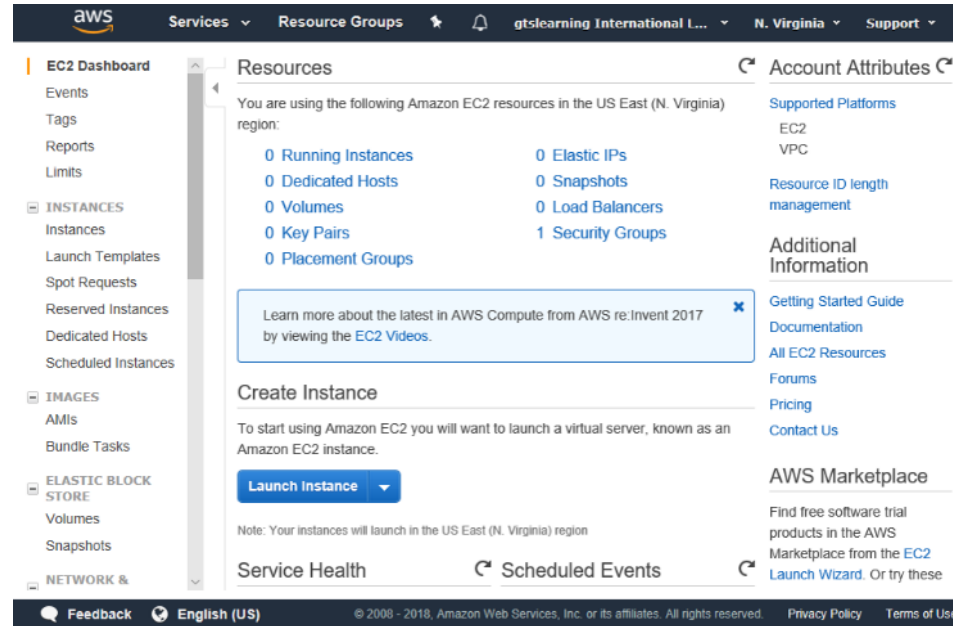 aws Services Resource Groups gtslearning International L... N. Virginia Support
EC2 Dashboard
Events
Tags
Reports
Limits
INSTANCES
Instances
Launch Templates
Spot Requests
Reserved Instances
Dedicated Hosts
Scheduled Instances
IMAGES
AMIs
Bundle Tasks
ELASTIC BLOCK
STORE
Volumes
Snapshots
NETWORK &
Resources
You are using the following Amazon EC2 resources in the US East (N. Virginia)
region:
0 Running Instances
0 Dedicated Hosts
0 Volumes
0 Key Pairs
0 Placement Groups
0 Elastic IPs
0 Snapshots
0 Load Balancers
1 Security Groups
Learn more about the latest in AWS Compute from AWS re:Invent 2017
by viewing the EC2 Videos.
Create Instance
To start using Amazon EC2 you will want to launch a virtual server, known as an
Amazon EC2 instance.
Launch Instance
Note: Your instances will launch in the US East (N. Virginia) region
Service Health
Scheduled Events
Account Attributes
Supported Platforms
EC2
VPC
Resource ID length
management
Additional
Information
Getting Started Guide
Documentation
All EC2 Resources
Forums
Pricing
Contact Us
AWS Marketplace
Find free software trial
products in the AWS
Marketplace from the EC2
Launch Wizard. Or try these
Feedback English (US) © 2008 - 2018, Amazon Web Services, Inc. or its affiliates. All rights reserved. Privacy Policy Terms of Use